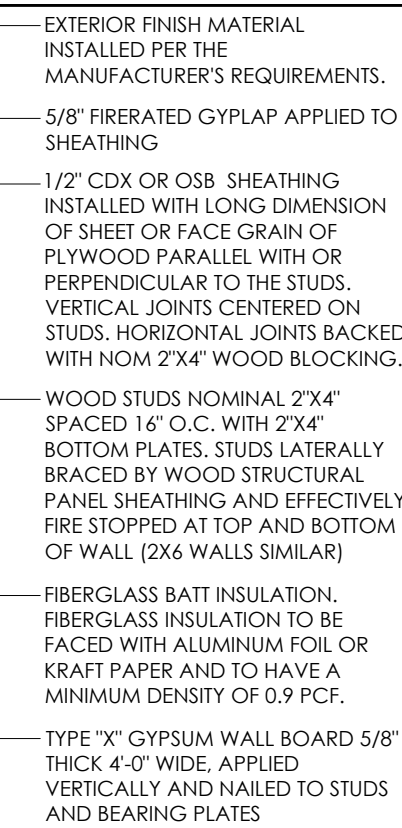 EXTERIOR FINISH MATERIAL
INSTALLED PER THE
MANUFACTURER'S REQUIREMENTS.
5/8" FIRERATED GYPLAP APPLIED TO
SHEATHING
1/2" CDX OR OSB SHEATHING
INSTALLED WITH LONG DIMENSION
OF SHEET OR FACE GRAIN OF
PLYWOOD PARALLEL WITH OR
PERPENDICULAR TO THE STUDS.
VERTICAL JOINTS CENTERED ON
STUDS. HORIZONTAL JOINTS BACKED
WITH NOM 2"X4" WOOD BLOCKING.
WOOD STUDS NOMINAL 2"X4"
SPACED 16" O.C. WITH 2"X4"
BOTTOM PLATES. STUDS LATERALLY
BRACED BY WOOD STRUCTURAL
PANEL SHEATHING AND EFFECTIVELY
FIRE STOPPED AT TOP AND BOTTOM
OF WALL (2X6 WALLS SIMILAR)
FIBERGLASS BATT INSULATION.
FIBERGLASS INSULATION TO BE
FACED WITH ALUMINUM FOIL OR
KRAFT PAPER AND TO HAVE A
MINIMUM DENSITY OF 0.9 PCF.
TYPE "X" GYPSUM WALL BOARD 5/8"
THICK 4'-0" WIDE, APPLIED
VERTICALLY AND NAILED TO STUDS
AND BEARING PLATES